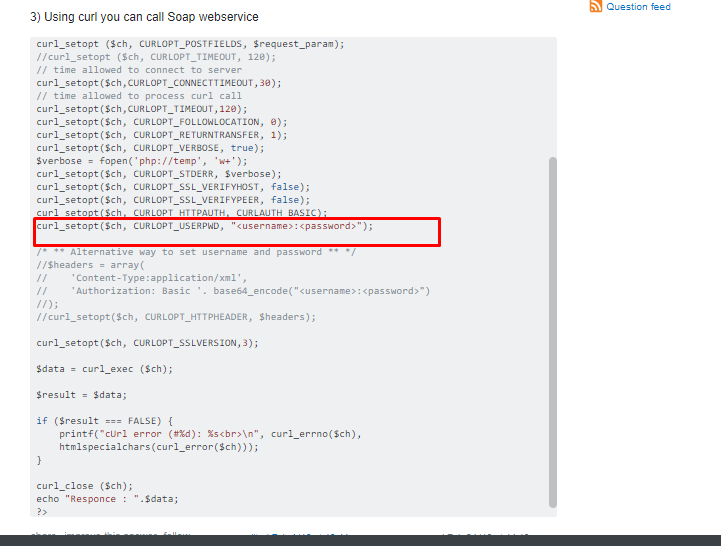 Question feed
3) Using curl you can call Soap webservice
curl_setopt ($ch, CURLOPT_POSTFIELDS, $request_param);
//curl_setopt ($ch, CURLOPT_TIMEOUT, 120);
// time allowed to connect to server
curl_setopt($ch,CURLOPT_CONNECTTIMEOUT,30);
// time allowed to process curl call
curl_setopt($ch,CURLOPT_TIMEOUT,120);
curl_setopt($ch, CURLOPT_FOLLOWLOCATION, 0);
curl_setopt($ch, CURLOPT_RETURNTRANSFER, 1);
curl_setopt($ch, CURLOPT_VERBOSE, true);
$verbose = fopen('php://temp', 'w+');
curl_setopt($ch, CURLOPT_STDERR, $verbose);
curl_setopt($ch, CURLOPT_SSL_VERIFYHOST, false);
curl_setopt($ch, CURLOPT_SSL_VERIFYPEER, false);
curl_setopt($ch, CURLOPT_HTTPAUTH, CURLAUTH_BASIC);
curl_setopt($ch, CURLOPT_USERPWD, "<username>:<password>");
/* ** Alternative way to set username and password ** */
//$headers = array(
// 'Content-Type:application/xml',
// 'Authorization: Basic '. base64_encode("<username>:<password>")
//);
//curl_setopt($ch, CURLOPT_HTTPHEADER, $headers);
curl_setopt($ch, CURLOPT_SSLVERSION,3);
$data = curl_exec ($ch);
$result = $data;
if ($result === FALSE) {
printf("cUrl error (#%d): %s<br>\n", curl_errno($ch),
htmlspecialchars(curl_error($ch)));
}
curl_close ($ch);
echo "Responce : ".$data;
?>